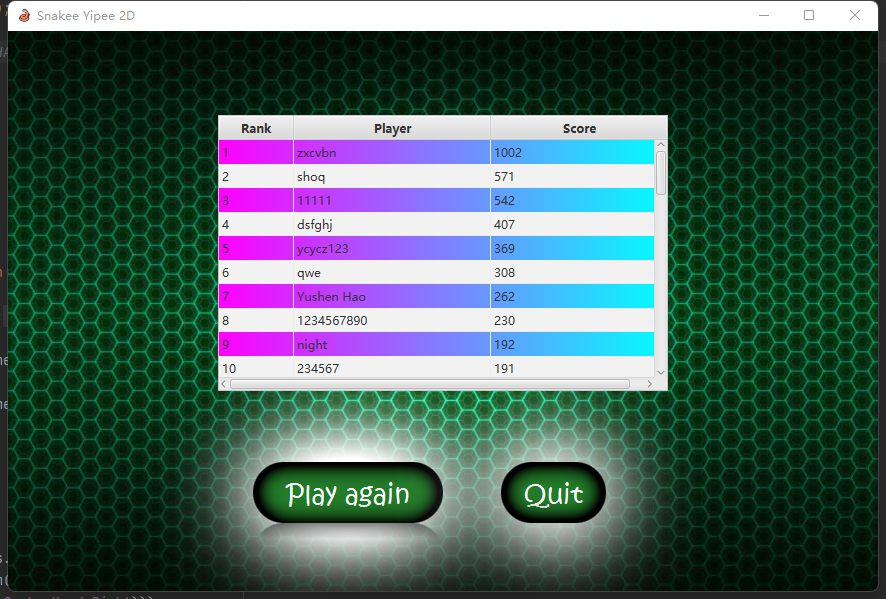 Snakee Yipee 2D
Rank Player Score
1 zxcvbn 1002
2 shoq 571
3 11111 542
4 dsfghj 407
5 ycycz123 369
6 qwe 308
7 Yushen Hao 262
8 1234567890 230
9 night 192
10 234567 191
Play again Quit